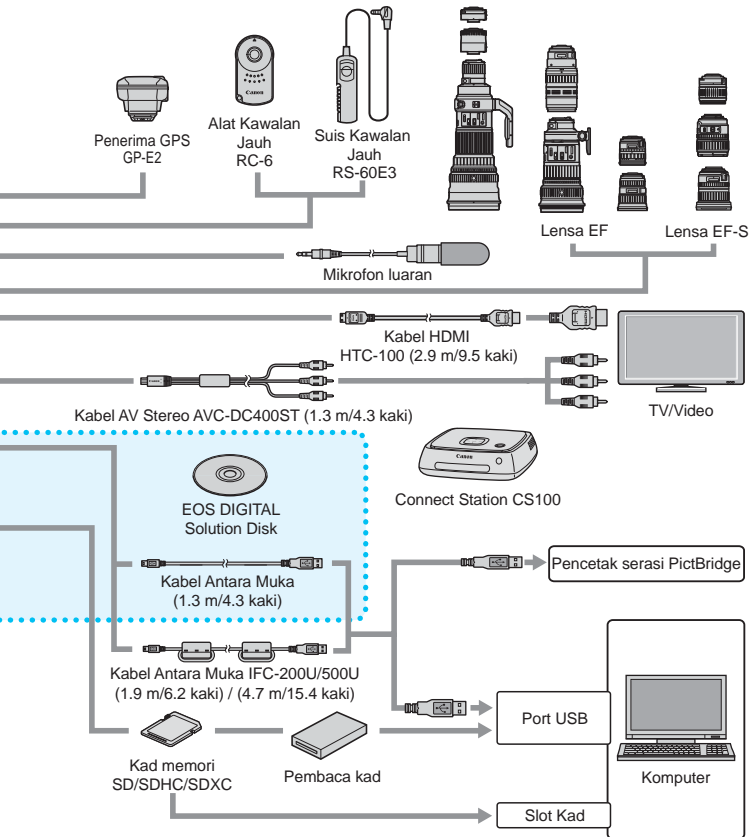 Canon
Penerima GPS
GP-E2
Alat Kawalan
Jauh
RC-6
Suis Kawalan
Jauh
RS-60E3
Lensa EF
Lensa EF-S
Mikrofon luaran
Kabel HDMI
HTC-100 (2.9 m/9.5 kaki)
Kabel AV Stereo AVC-DC400ST (1.3 m/4.3 kaki)
TV/Video
EOS DIGITAL
Solution Disk
Canon
Connect Station CS100
Kabel Antara Muka
(1.3 m/4.3 kaki)
Pencetak serasi PictBridge
Kabel Antara Muka IFC-200U/500U
(1.9 m/6.2 kaki) / (4.7 m/15.4 kaki)
Port USB
Kad memori
SD/SDHC/SDXC
Pembaca kad
Komputer
Slot Kad